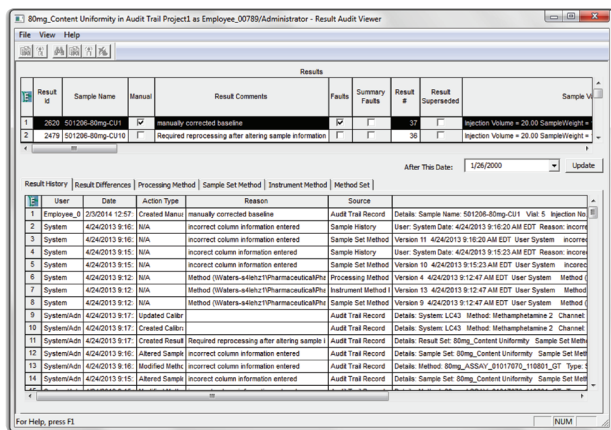 80mg_Content Uniformity in Audit Trail Project1 as Employee_00789/Administrator - Result Audit Viewer
File View Help
Results
Result Id Sample Name Manual Result Comments Faults Summary Faults Result # Result Superseded Sample
1 2620 501206-80mg-CU1 manually corrected baseline 37 Injection Volume = 20.00 SampleWeight =
2 2479 501206-80mg-CU10 Required reprocessing after altering sample information 36 Injection Volume = 20.00 SampleWeight =
After This Date: 1/26/2000 Update
Result History Result Differences Processing Method Sample Set Method Instrument Method Method Set
User Date Action Type Reason Source
1 Employee_0 2/3/2014 12:57: Created Manua manually corrected baseline Audit Trail Record Details: Sample Name: 501206-80mg-CU1 Vial: 5 Injection No:
2 System 4/24/2013 9:16: N/A incorrect column information entered Sample History User: System Date: 4/24/2013 9:16:20 AM EDT Reason: incorre
3 System 4/24/2013 9:16: N/A incorrect column information entered Sample Set Method Version 11 4/24/2013 9:16:20 AM EDT User System incorre
4 System 4/24/2013 9:15: N/A incorrect column information entered Sample History User: System Date: 4/24/2013 9:15:23 AM EDT Reason: incorre
5 System 4/24/2013 9:15: N/A incorrect column information entered Sample Set Method Version 10 4/24/2013 9:15:23 AM EDT User System incorre
6 System 4/24/2013 9:12: N/A Method (\Waters-s4lehz1\Pharmaceutical\Pha Processing Method Version 4 4/24/2013 9:12:47 AM EDT User System Method (
7 System 4/24/2013 9:12: N/A Method (\Waters-s4lehz1\Pharmaceutical\Pha Instrument Method Version 13 4/24/2013 9:12:47 AM EDT User System Method
8 System 4/24/2013 9:12: N/A Method (\Waters-s4lehz1\Pharmaceutical\Pha Sample Set Method Version 9 4/24/2013 9:12:47 AM EDT User System Method (
9 System/Adn 4/24/2013 9:17: Updated Calibr Audit Trail Record Details: System: LC43 Method: Methamphetamine 2 Channel:
10 System/Adn 4/24/2013 9:17: Created Calibr Audit Trail Record Details: System: LC43 Method: Methamphetamine 2 Channel:
11 System/Adn 4/24/2013 9:17: Created Result Required reprocessing after altering sample i Audit Trail Record Details: Result Set: 80mg_Content Uniformity Sample Set Meth
12 System/Adn 4/24/2013 9:16: Altered Sample incorrect column information entered Audit Trail Record Details: Sample Set: 80mg_Content Uniformity Sample Set Met
13 System/Adn 4/24/2013 9:16: Modified Metho incorrect column information entered Audit Trail Record Details: Method: 80mg_ASSAY_01017070_110801_GT Type: S
14 System/Adn 4/24/2013 9:15: Altered Sample incorrect column information entered Audit Trail Record Details: Sample Set: 80mg_Content Uniformity Sample Set Met
For Help, press F1 NUM